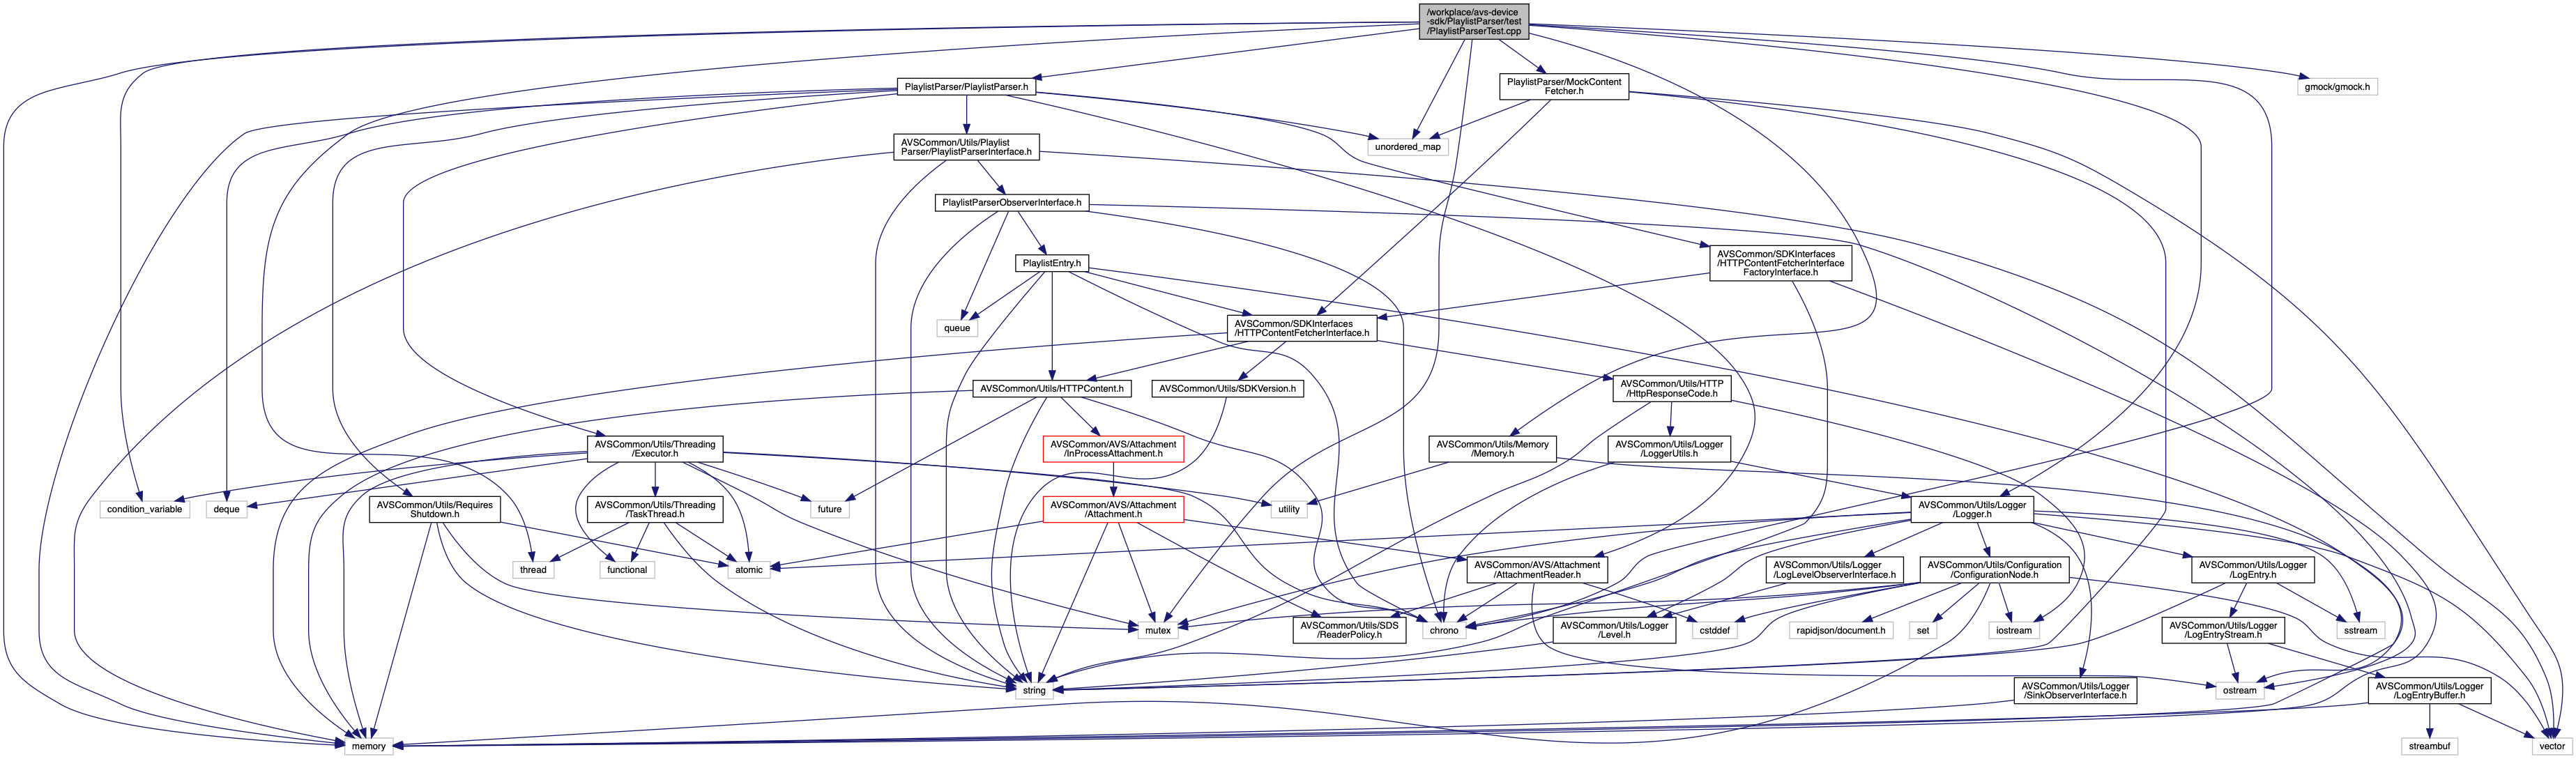 /workplace/avs-device
-sdk/PlaylistParser/test
/PlaylistParserTest.cpp
PlaylistParser/PlaylistParser.h
PlaylistParser/MockContent
Fetcher.h
gmock/gmock.h
AVSCommon/Utils/Playlist
Parser/PlaylistParserInterface.h
unordered_map
PlaylistParserObserverInterface.h
PlaylistEntry.h
AVSCommon/SDKInterfaces
/HTTPContentFetcherInterface
FactoryInterface.h
queue
AVSCommon/SDKInterfaces
/HTTPContentFetcherInterface.h
AVSCommon/Utils/HTTPContent.h
AVSCommon/Utils/SDKVersion.h
AVSCommon/Utils/HTTP
/HttpResponseCode.h
AVSCommon/Utils/Threading
/Executor.h
AVSCommon/AVS/Attachment
/InProcessAttachment.h
AVSCommon/Utils/Memory
/Memory.h
AVSCommon/Utils/Logger
/LoggerUtils.h
condition_variable
deque
AVSCommon/Utils/Requires
Shutdown.h
AVSCommon/Utils/Threading
/TaskThread.h
future
AVSCommon/AVS/Attachment
/Attachment.h
utility
AVSCommon/Utils/Logger
/Logger.h
thread
functional
atomic
AVSCommon/AVS/Attachment
/AttachmentReader.h
AVSCommon/Utils/Logger
/LogLevelObserverInterface.h
AVSCommon/Utils/Configuration
/ConfigurationNode.h
AVSCommon/Utils/Logger
/LogEntry.h
mutex
AVSCommon/Utils/SDS
/ReaderPolicy.h
chrono
AVSCommon/Utils/Logger
/Level.h
cstddef
rapidjson/document.h
set
iostream
AVSCommon/Utils/Logger
/LogEntryStream.h
sstream
string
AVSCommon/Utils/Logger
/SinkObserverInterface.h
ostream
AVSCommon/Utils/Logger
/LogEntryBuffer.h
memory
streambuf
vector